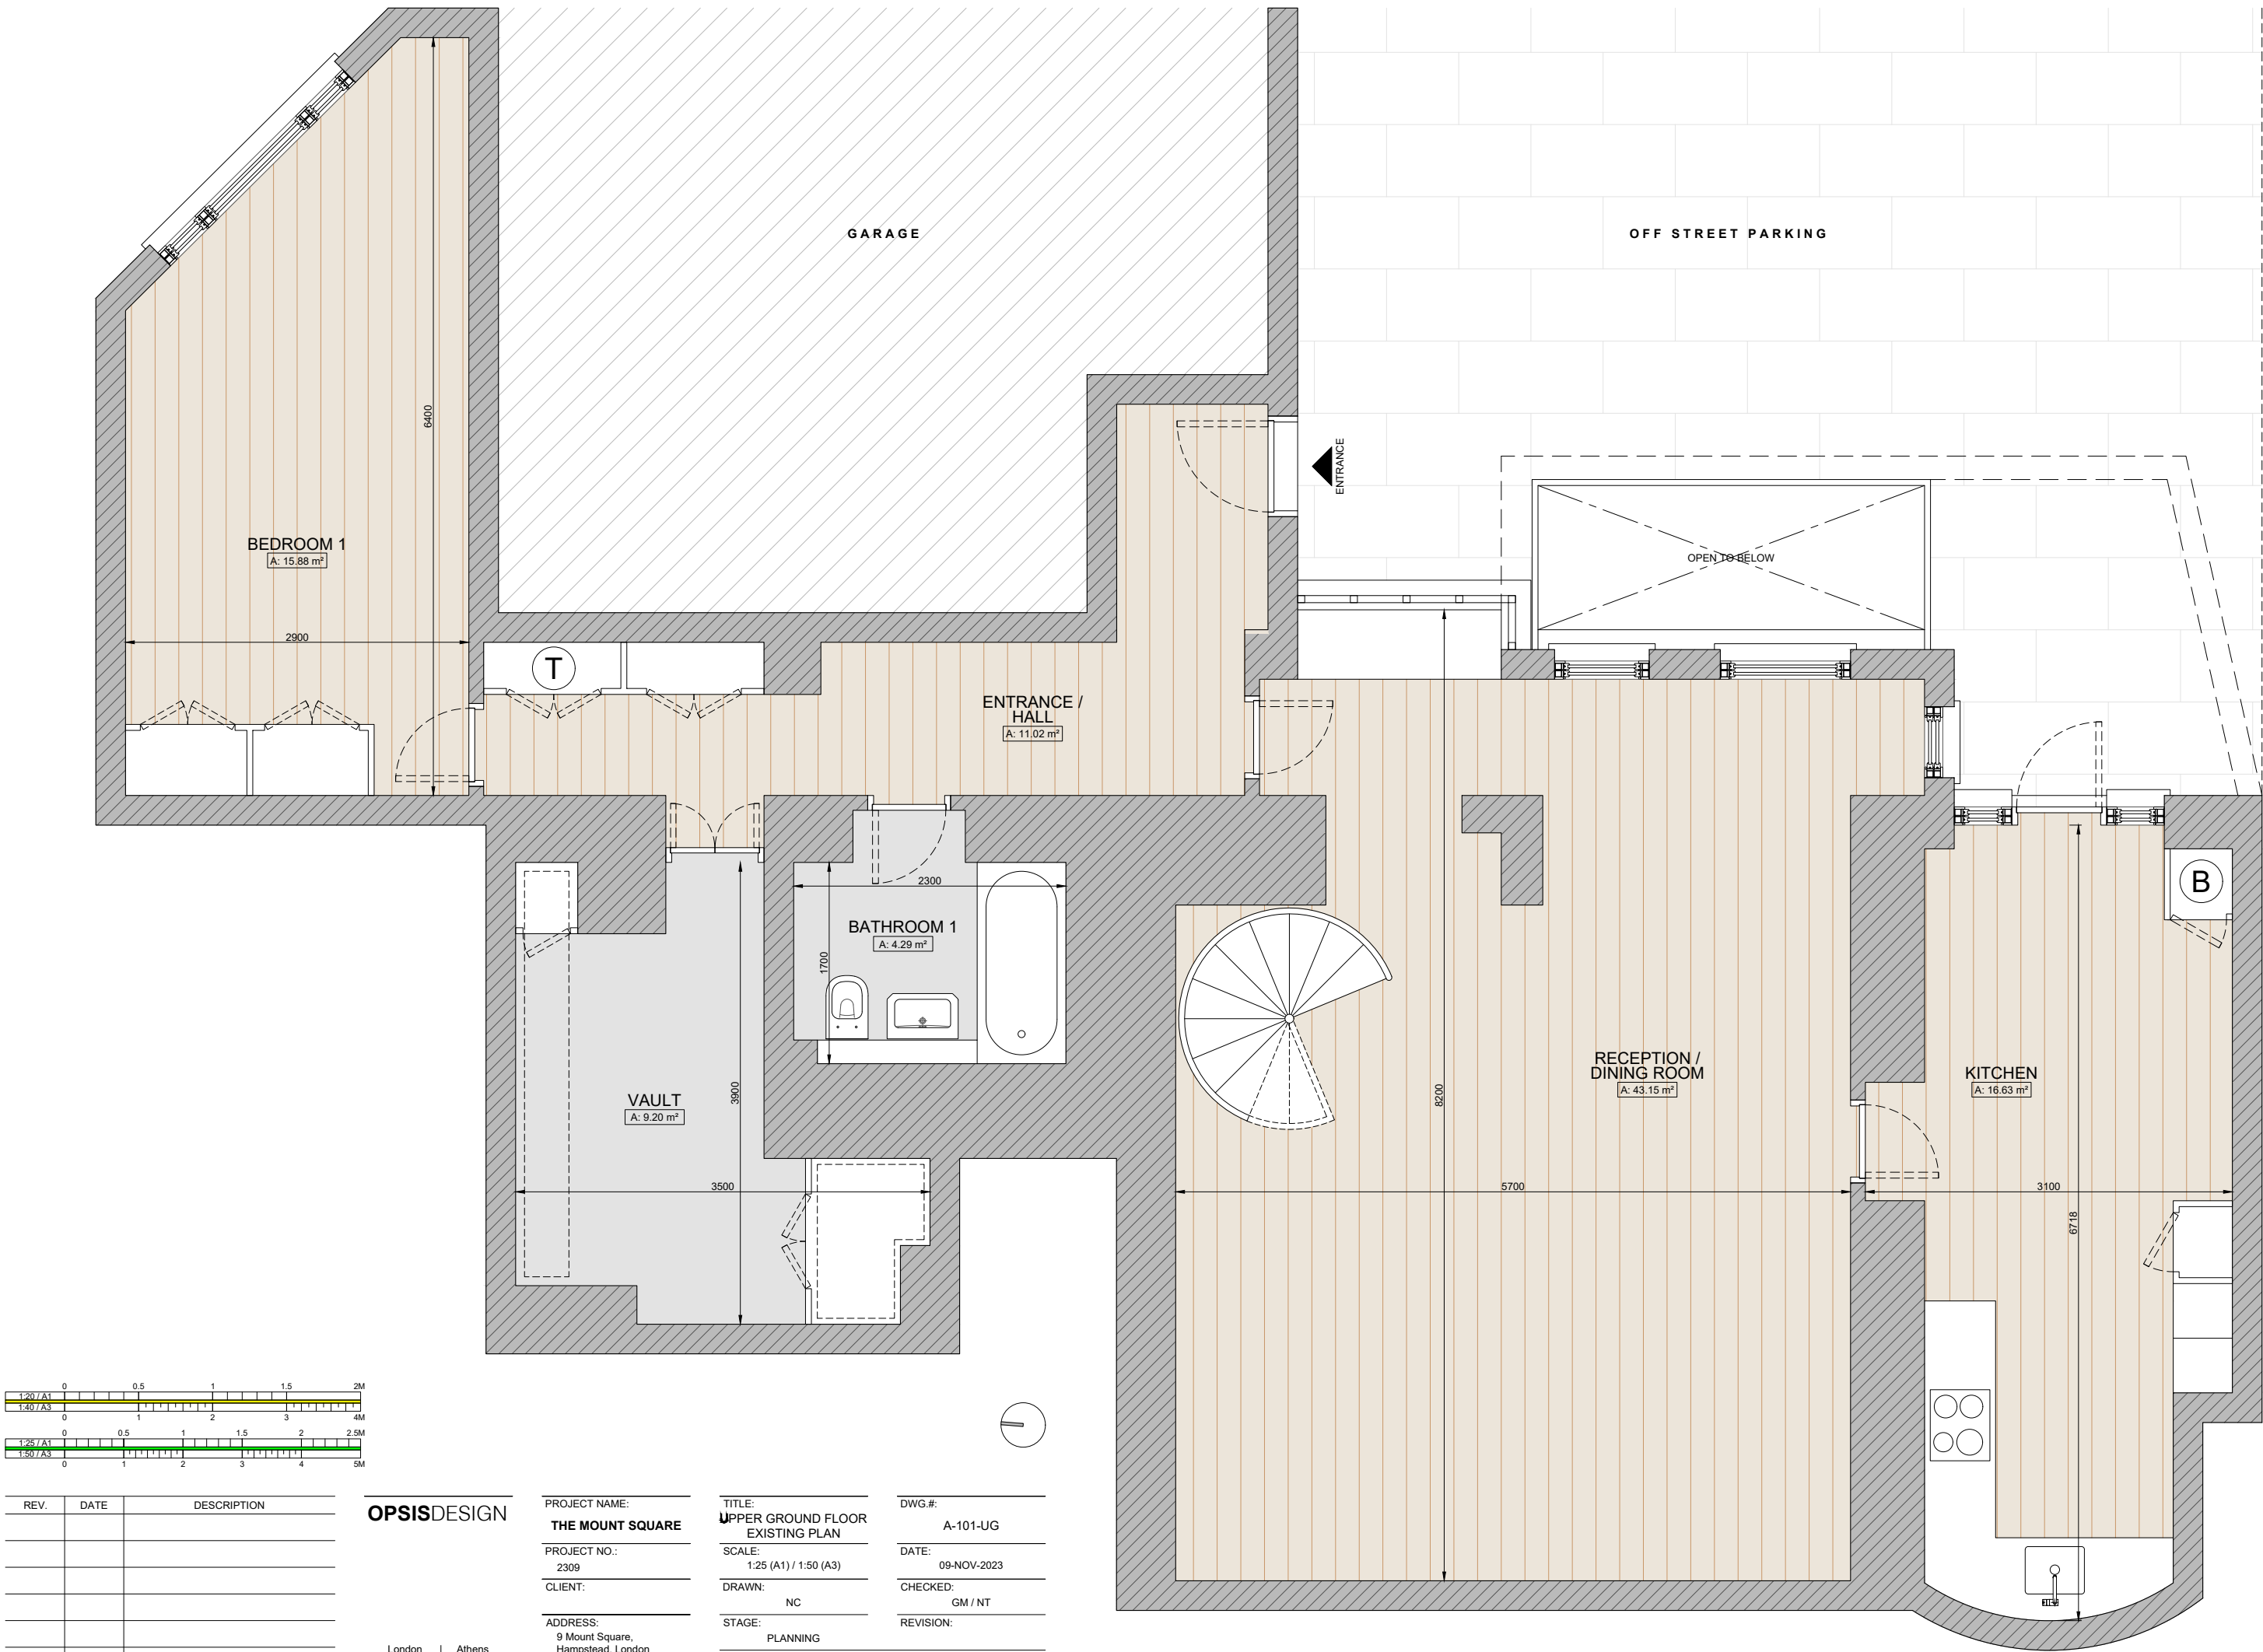 GARAGE
OFF STREET PARKING
6400
ENTRANCE
BEDROOM 1
A: 15.88 m²
OPEN TO BELOW
2900
T
ENTRANCE /
HALL
A: 11.02 m²
2300
B
BATHROOM 1
A: 4.29 m²
1700
VAULT
A: 9.20 m²
3900
8200
RECEPTION /
DINING ROOM
A: 43.15 m²
KITCHEN
A: 16.63 m²
3500
5700
3100
6718
0 0.5 1 1.5 2M
1:20 / A1
1:40 / A3
0 1 2 3 4M
0 0.5 1 1.5 2 2.5M
1:25 / A1
1:50 / A3
0 1 2 3 4 5M
REV. DATE DESCRIPTION
OPSISDESIGN
London | Athens
PROJECT NAME:
THE MOUNT SQUARE
PROJECT NO.:
2309
CLIENT:
ADDRESS:
9 Mount Square,
Hampstead, London
TITLE:
UPPER GROUND FLOOR
EXISTING PLAN
SCALE:
1:25 (A1) / 1:50 (A3)
DRAWN:
NC
STAGE:
PLANNING
DWG.#:
A-101-UG
DATE:
09-NOV-2023
CHECKED:
GM / NT
REVISION: